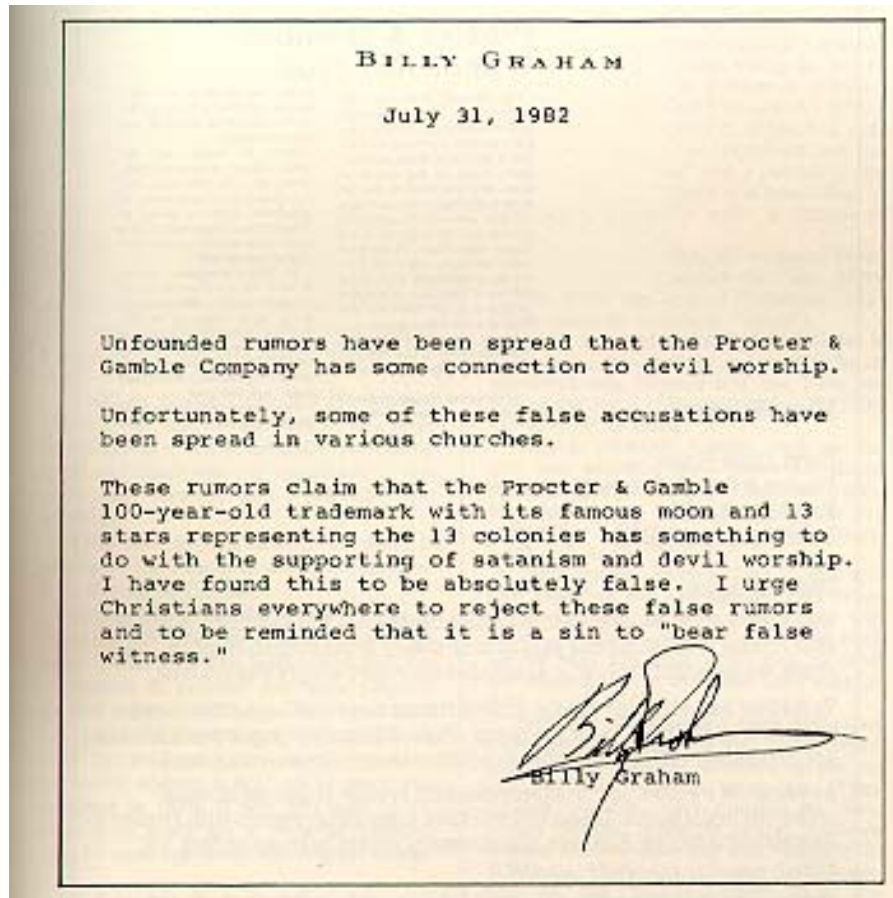 BILLY GRAHAM
July 31, 1982
Unfounded rumors have been spread that the Procter &
Gamble Company has some connection to devil worship.
Unfortunately, some of these false accusations have
been spread in various churches.
These rumors claim that the Procter & Gamble
100-year-old trademark with its famous moon and 13
stars representing the 13 colonies has something to
do with the supporting of satanism and devil worship.
I have found this to be absolutely false. I urge
Christians everywhere to reject these false rumors
and to be reminded that it is a sin to "bear false
witness."
Billy Graham